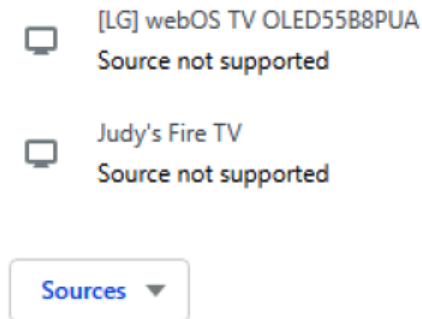 [LG] webOS TV OLED55B8PUA
Source not supported
Judy's Fire TV
Source not supported
Sources